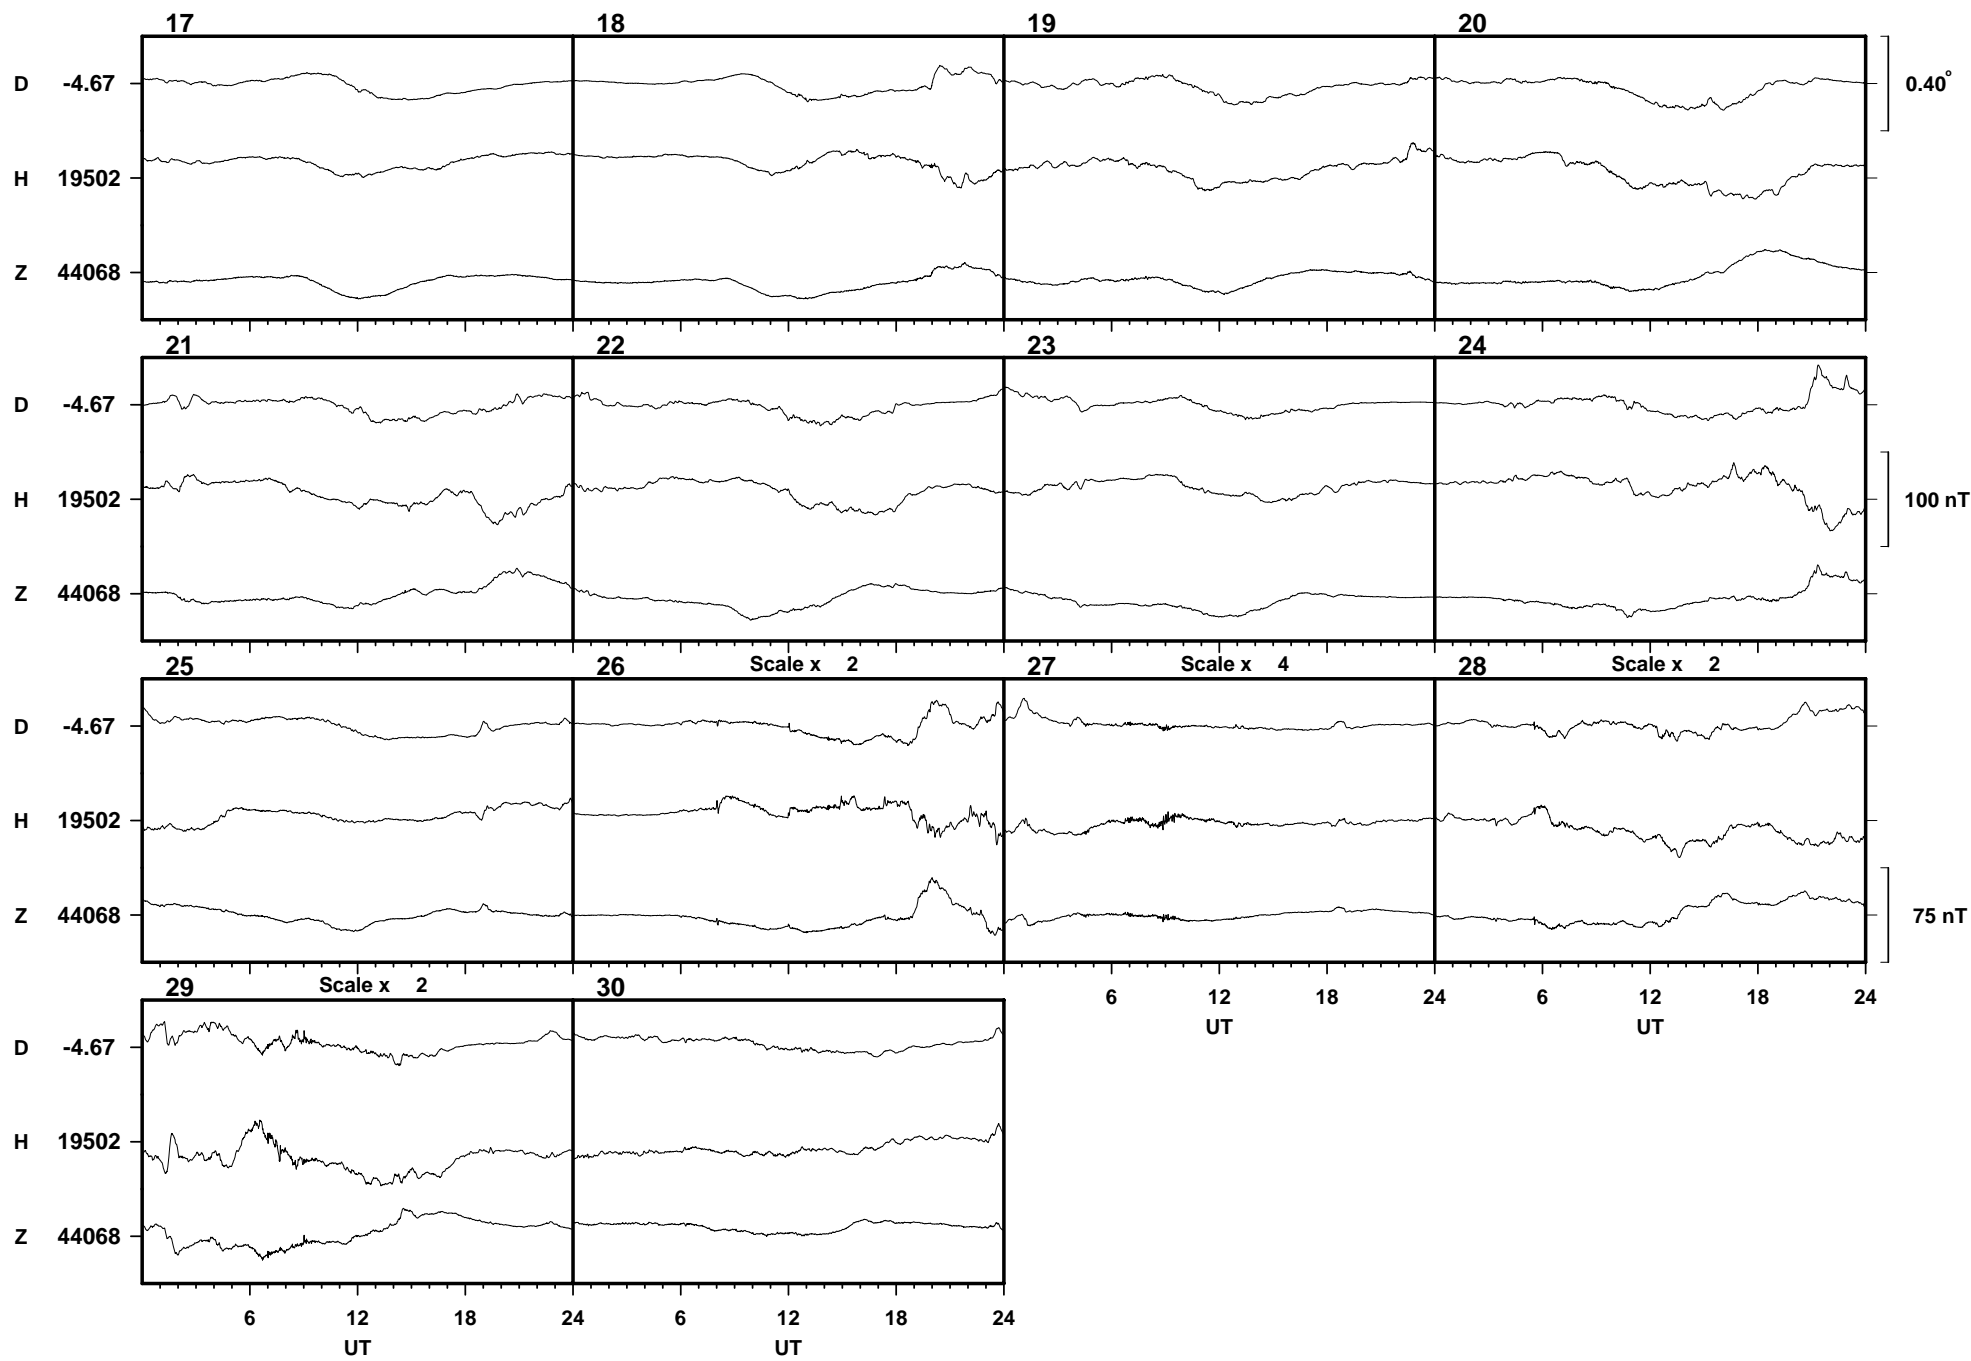 17 18 19 20
D -4.67 0.40°
H 19502
Z 44068
21 22 23 24
D -4.67
H 19502 100 nT
Z 44068
25 26 Scale x 2 27 Scale x 4 28 Scale x 2
D -4.67
H 19502
Z 44068 75 nT
29 Scale x 2 30
6 12 18 24 6 12 18 24
UT UT
D -4.67
H 19502
Z 44068
6 12 18 24 6 12 18 24
UT UT